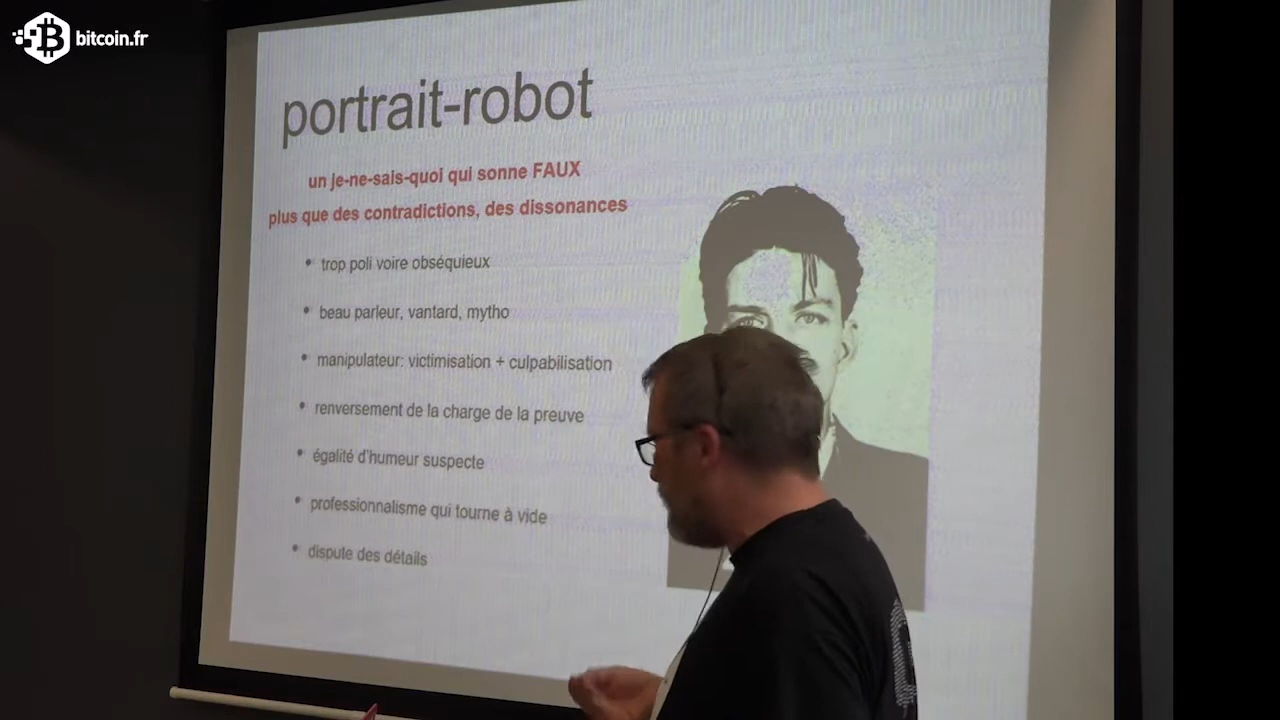 bitcoin.fr
portrait-robot
un je-ne-sais-quoi qui sonne FAUX
plus que des contradictions, des dissonances
• trop poli voire obséquieux
• beau parleur, vantard, mytho
• manipulateur: victimisation + culpabilisation
• renversement de la charge de la preuve
• égalité d'humeur suspecte
• professionnalisme qui tourne à vide
• dispute des détails